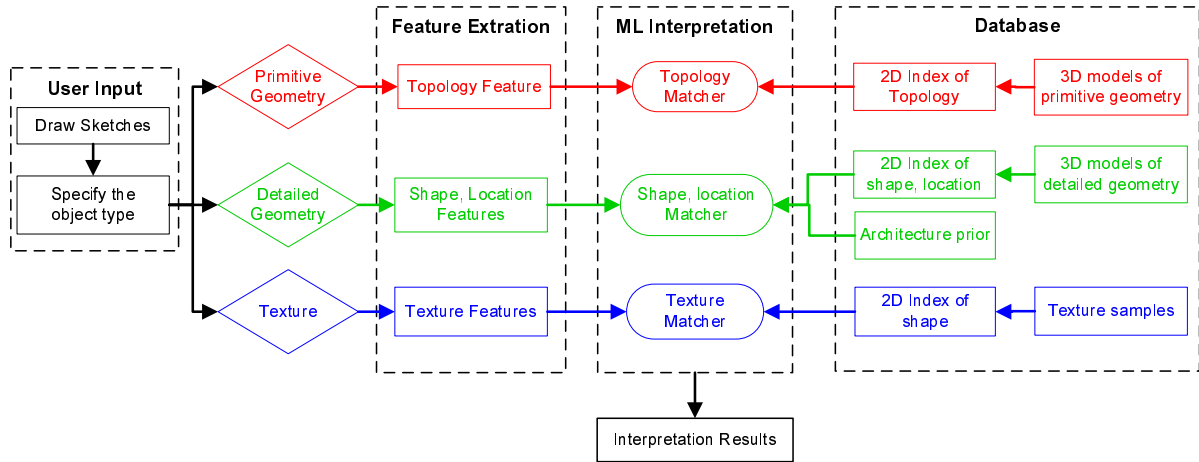 User Input
Draw Sketches
Specify the
object type
Primitive
Geometry
Detailed
Geometry
Texture
Feature Extration
Topology Feature
Shape, Location
Features
Texture Features
ML Interpretation
Topology
Matcher
Shape, location
Matcher
Texture
Matcher
Interpretation Results
Database
2D Index of
Topology
3D models of
primitive geometry
2D Index of
shape, location
3D models of
detailed geometry
Architecture prior
2D Index of
shape
Texture samples